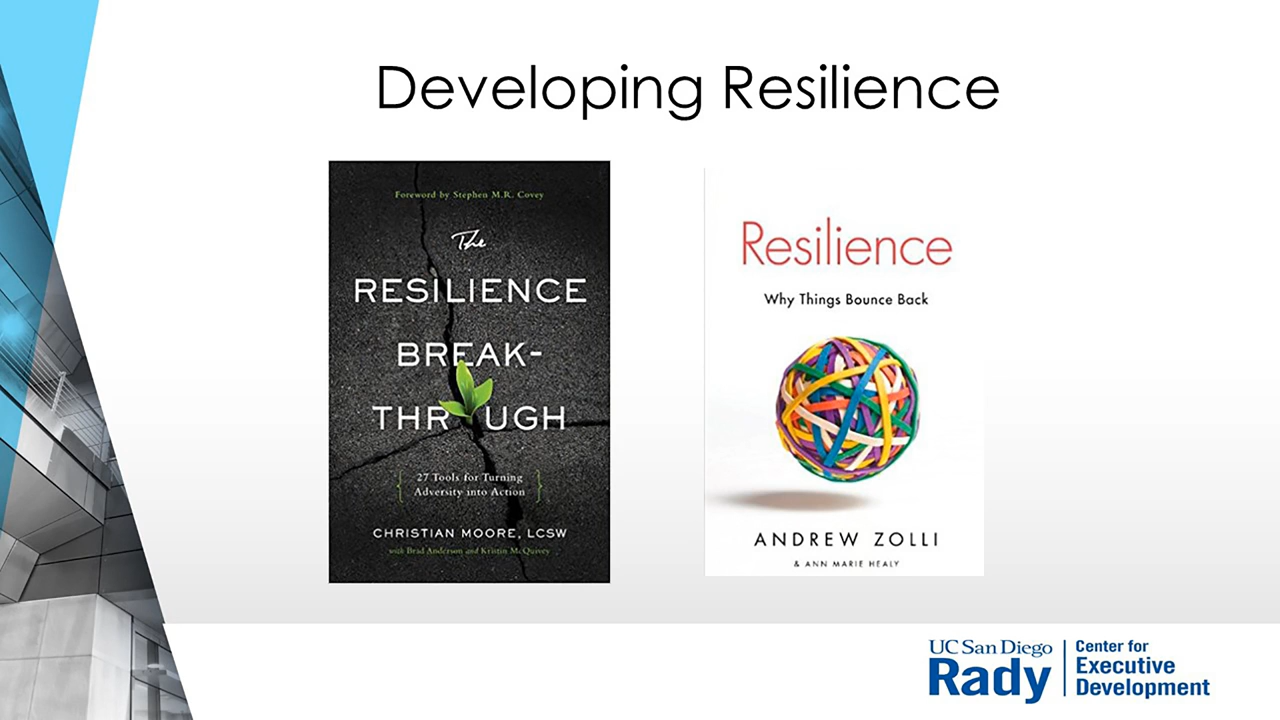 Developing Resilience
Foreword by Stephen M.R. Covey
The
RESILIENCE
BREAK-
THR UGH
27 Tools for Turning
Adversity into Action
CHRISTIAN MOORE, LCSW
with Brad Anderson and Kristin McQuivey
Resilience
Why Things Bounce Back
ANDREW ZOLLI
& ANN MARIE HEALY
UC San Diego
Rady
Center for
Executive
Development